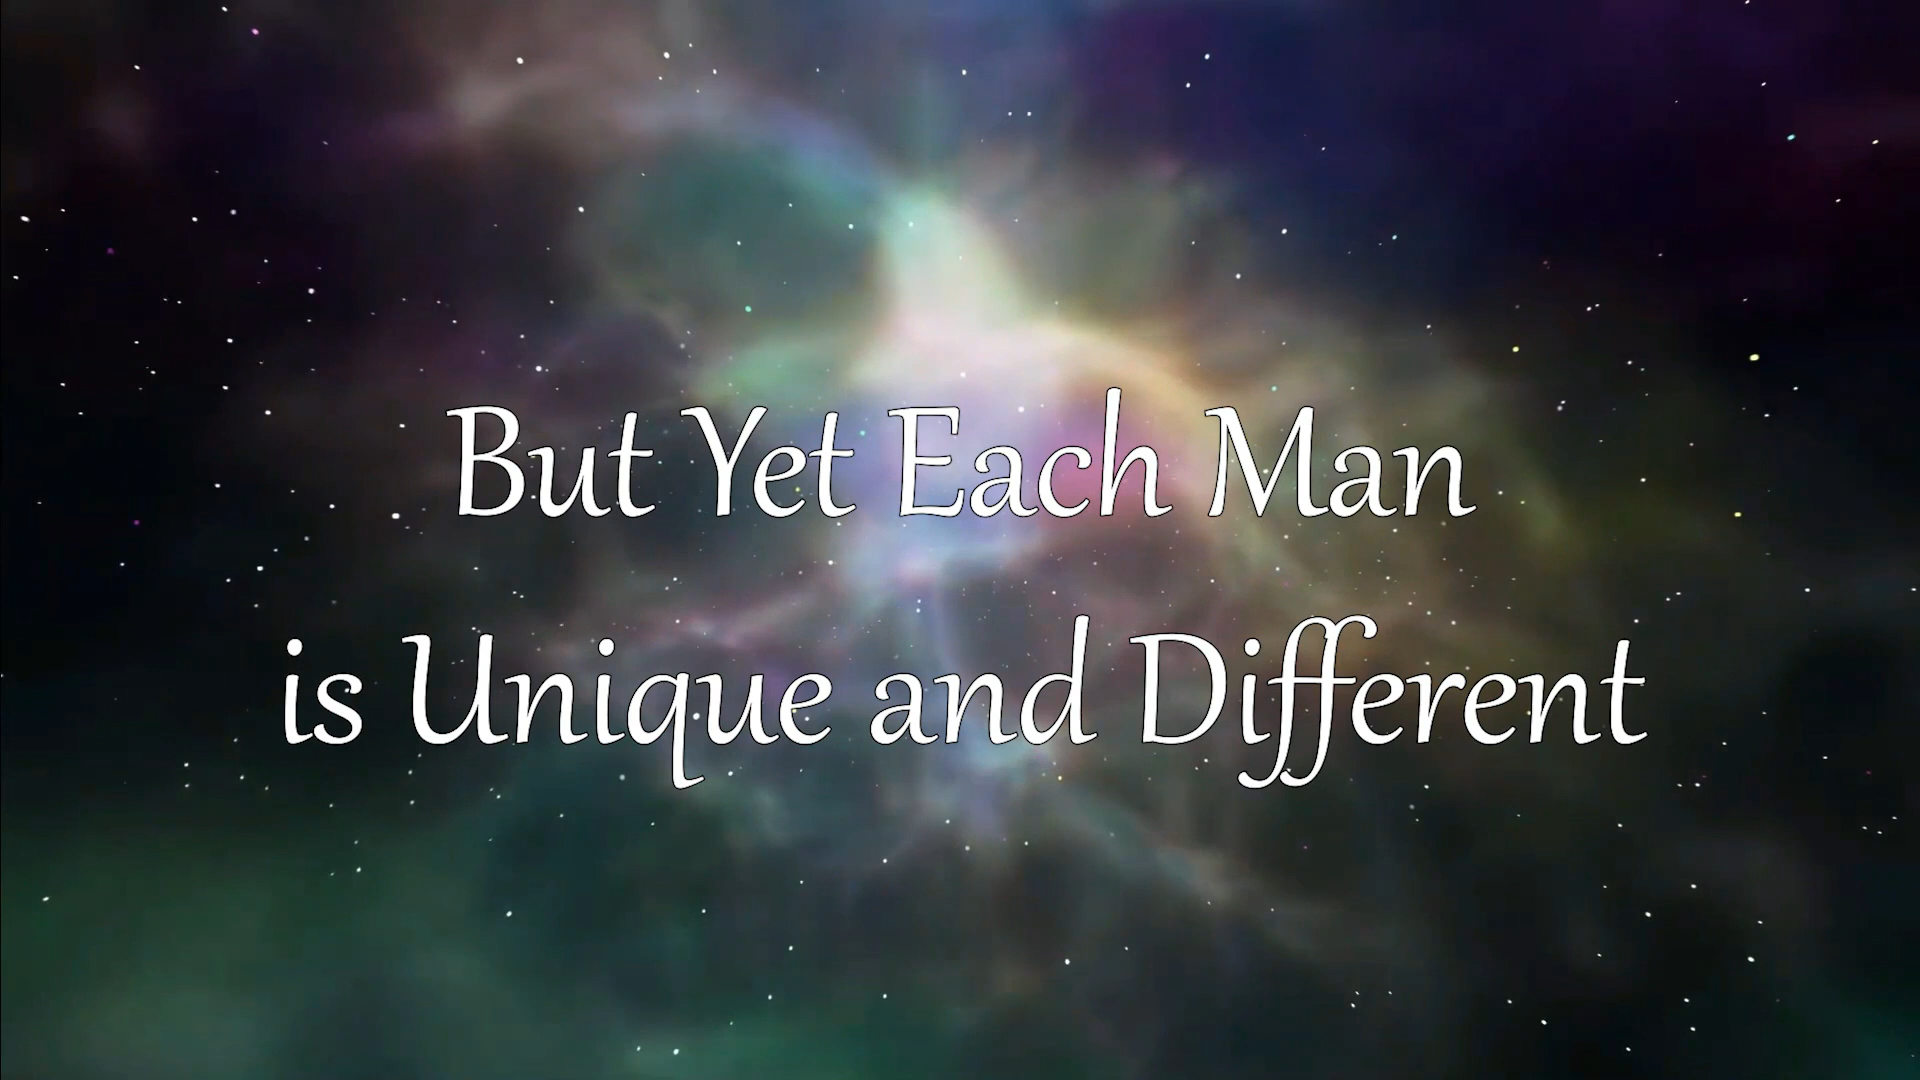 But Yet Each Man
is Unique and Different